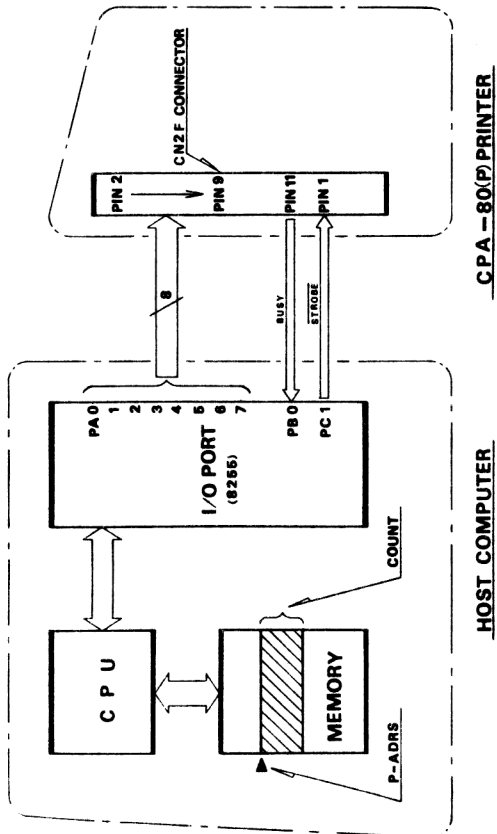 CPU
MEMORY
P-ADRS
COUNT
I/O PORT
(8255)
PA 0
1
2
3
4
5
6
7
PB 0
PC 1
8
BUSY
STROBE
PIN 2
PIN 9
PIN 11
PIN 1
CN2F CONNECTOR
HOST COMPUTER
CPA-80(P) PRINTER